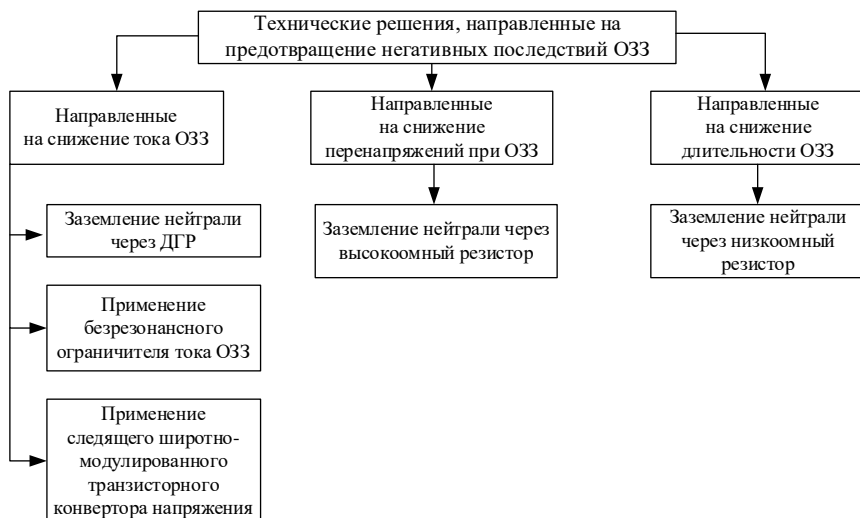 Технические решения, направленные на
предотвращение негативных последствий ОЗЗ
Направленные
на снижение тока ОЗЗ
Направленные
на снижение
перенапряжений при ОЗЗ
Направленные
на снижение
длительности ОЗЗ
Заземление нейтрали
через ДГР
Заземление нейтрали через
высокоомный резистор
Заземление нейтрали
через низкоомный
резистор
Применение
безрезонансного
ограничителя тока ОЗЗ
Применение
следящего широтно-
модулированного
транзисторного
конвертора напряжения